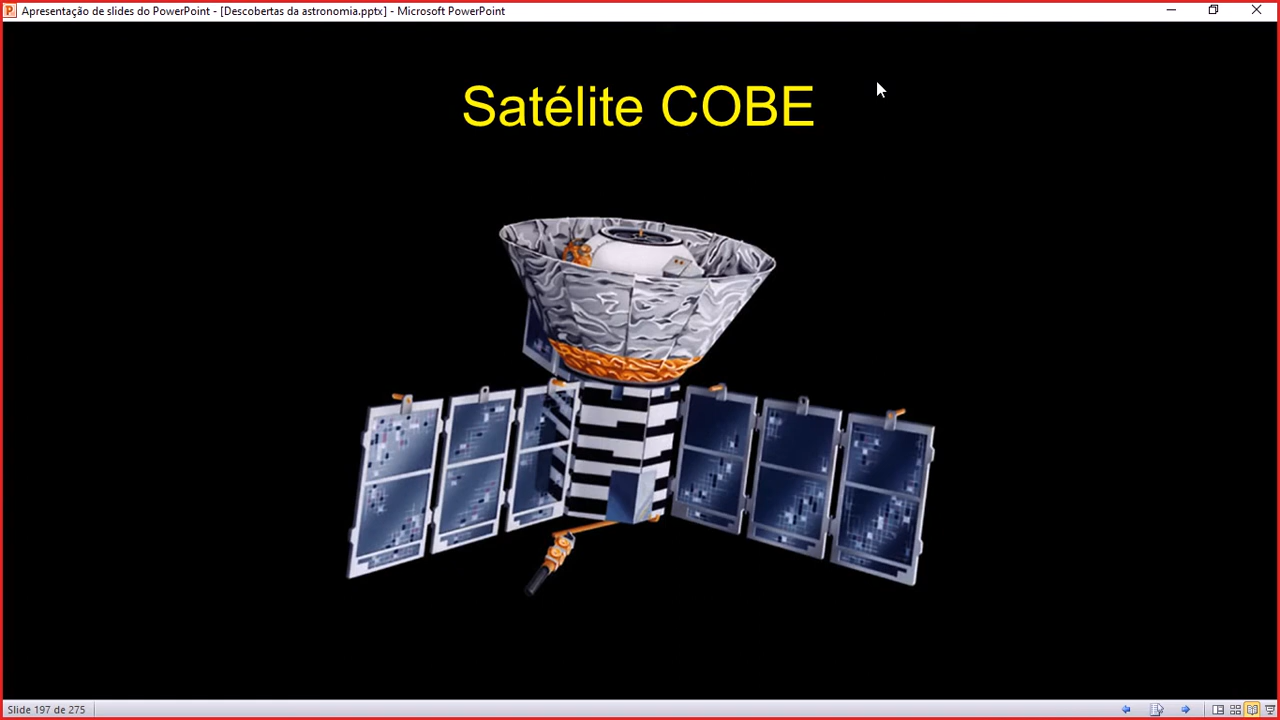 Apresentação de slides do PowerPoint - [Descobertas da astronomia.pptx] - Microsoft PowerPoint
Satélite COBE
Slide 197 de 275